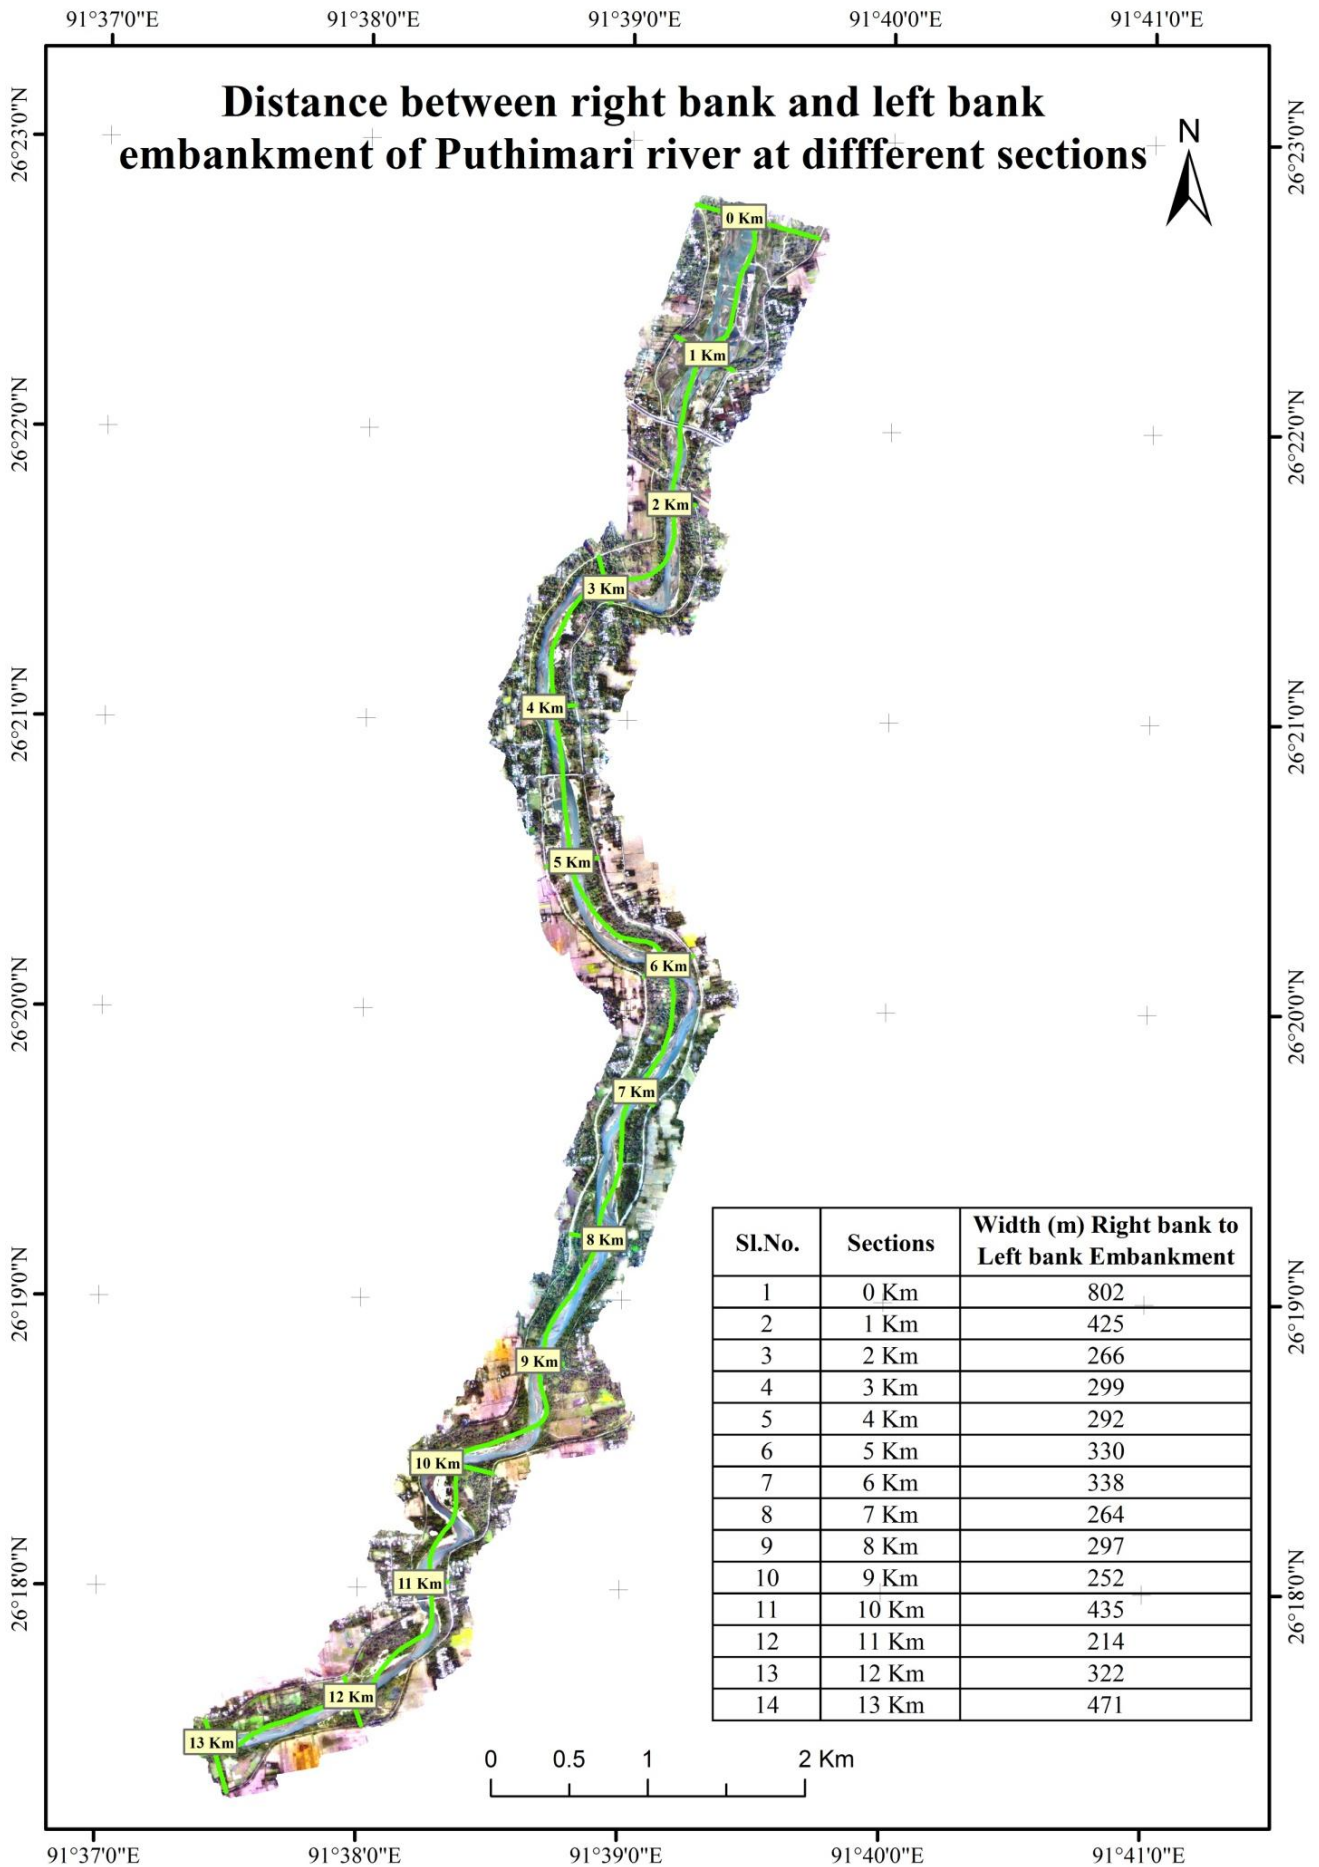 91°37'0"E 91°38'0"E 91°39'0"E 91°40'0"E 91°41'0"E
Distance between right bank and left bank
embankment of Puthimari river at diffferent sections
N
26°23'0"N 26°23'0"N
0 Km
1 Km
26°22'0"N 26°22'0"N
2 Km
3 Km
4 Km
26°21'0"N 26°21'0"N
5 Km
6 Km
26°20'0"N 26°20'0"N
7 Km
8 Km
26°19'0"N 26°19'0"N
9 Km
10 Km
11 Km
26°18'0"N 26°18'0"N
12 Km
13 Km
Sl.No. Sections Width (m) Right bank to
Left bank Embankment
1 0 Km 802
2 1 Km 425
3 2 Km 266
4 3 Km 299
5 4 Km 292
6 5 Km 330
7 6 Km 338
8 7 Km 264
9 8 Km 297
10 9 Km 252
11 10 Km 435
12 11 Km 214
13 12 Km 322
14 13 Km 471
0 0.5 1 2 Km
91°37'0"E 91°38'0"E 91°39'0"E 91°40'0"E 91°41'0"E